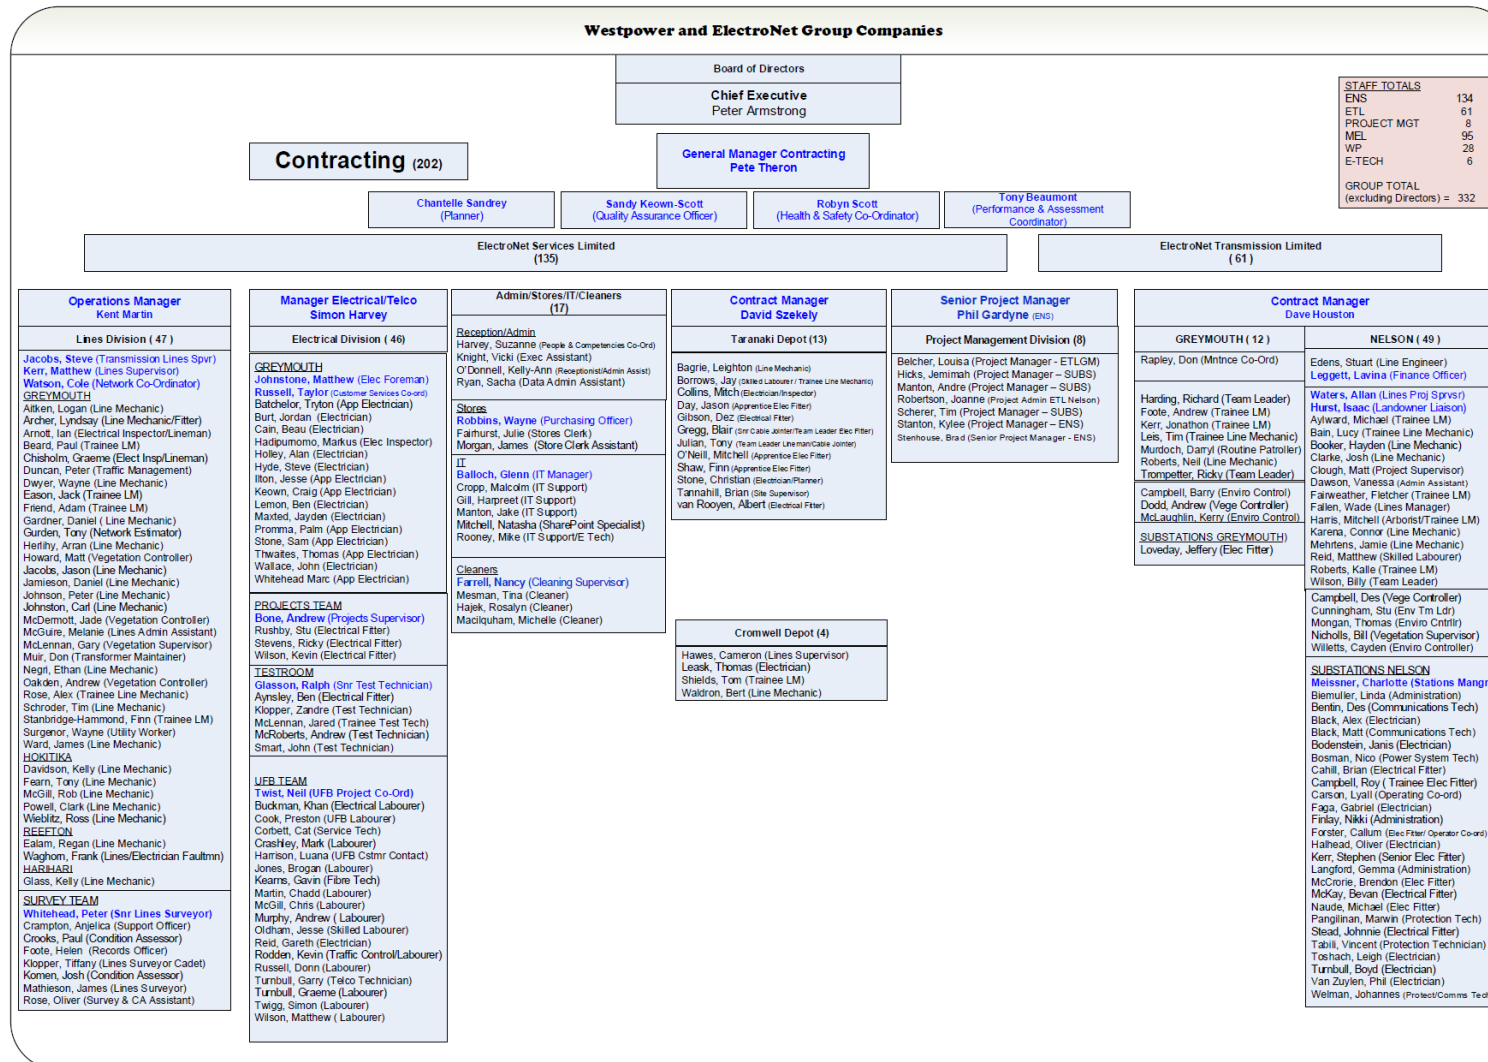 Westpower and ElectroNet Group Companies
Board of Directors
Chief Executive
Peter Armstrong
STAFF TOTALS
ENS 134
ETL 61
PROJECT MGT 8
MEL 95
WP 28
E-TECH 6
GROUP TOTAL
(excluding Directors) = 332
Contracting (202)
General Manager Contracting
Pete Theron
Chantelle Sandrey
(Planner)
Sandy Keown-Scott
(Quality Assurance Officer)
Robyn Scott
(Health & Safety Co-Ordinator)
Tony Beaumont
(Performance & Assessment
Coordinator)
ElectroNet Services Limited
(135)
ElectroNet Transmission Limited
( 61 )
Operations Manager
Kent Martin
Lines Division ( 47 )
Jacobs, Steve (Transmission Lines Spvr)
Kerr, Matthew (Lines Supervisor)
Watson, Cole (Network Co-Ordinator)
GREYMOUTH
Aitken, Logan (Line Mechanic)
Archer, Lyndsay (Line Mechanic/Fitter)
Arnott, Ian (Electrical Inspector/Lineman)
Beard, Paul (Trainee LM)
Chisholm, Graeme (Elect Insp/Lineman)
Duncan, Peter (Traffic Management)
Dwyer, Wayne (Line Mechanic)
Eason, Jack (Trainee LM)
Friend, Adam (Trainee LM)
Gardner, Daniel ( Line Mechanic)
Gurden, Tony (Network Estimator)
Herlihy, Arran (Line Mechanic)
Howard, Matt (Vegetation Controller)
Jacobs, Jason (Line Mechanic)
Jamieson, Daniel (Line Mechanic)
Johnson, Peter (Line Mechanic)
Johnston, Carl (Line Mechanic)
McDermott, Jade (Vegetation Controller)
McGuire, Melanie (Lines Admin Assistant)
McLennan, Gary (Vegetation Supervisor)
Muir, Don (Transformer Maintainer)
Negri, Ethan (Line Mechanic)
Oakden, Andrew (Vegetation Controller)
Rose, Alex (Trainee Line Mechanic)
Schroder, Tim (Line Mechanic)
Stanbridge-Hammond, Finn (Trainee LM)
Surgenor, Wayne (Utility Worker)
Ward, James (Line Mechanic)
HOKITIKA
Davidson, Kelly (Line Mechanic)
Fearn, Tony (Line Mechanic)
McGill, Rob (Line Mechanic)
Powell, Clark (Line Mechanic)
Wieblitz, Ross (Line Mechanic)
REEFTON
Ealam, Regan (Line Mechanic)
Waghorn, Frank (Lines/Electrician Faultmn)
HARIHARI
Glass, Kelly (Line Mechanic)
SURVEY TEAM
Whitehead, Peter (Snr Lines Surveyor)
Crampton, Anjelica (Support Officer)
Crooks, Paul (Condition Assessor)
Foote, Helen (Records Officer)
Klopper, Tiffany (Lines Surveyor Cadet)
Komen, Josh (Condition Assessor)
Mathieson, James (Lines Surveyor)
Rose, Oliver (Survey & CA Assistant)
Manager Electrical/Telco
Simon Harvey
Electrical Division ( 46)
GREYMOUTH
Johnstone, Matthew (Elec Foreman)
Russell, Taylor (Customer Services Co-ord)
Batchelor, Tryton (App Electrician)
Burt, Jordan (Electrician)
Cain, Beau (Electrician)
Hadipumomo, Markus (Elec Inspector)
Holley, Alan (Electrician)
Hyde, Steve (Electrician)
Ilton, Jesse (App Electrician)
Keown, Craig (App Electrician)
Lemon, Ben (Electrician)
Maxted, Jayden (Electrician)
Promma, Palm (App Electrician)
Stone, Sam (App Electrician)
Thwaites, Thomas (App Electrician)
Wallace, John (Electrician)
Whitehead Marc (App Electrician)
PROJECTS TEAM
Bone, Andrew (Projects Supervisor)
Rushby, Stu (Electrical Fitter)
Stevens, Ricky (Electrical Fitter)
Wilson, Kevin (Electrical Fitter)
TESTROOM
Glasson, Ralph (Snr Test Technician)
Aynsley, Ben (Electrical Fitter)
Klopper, Zandre (Test Technician)
McLennan, Jared (Trainee Test Tech)
McRoberts, Andrew (Test Technician)
Smart, John (Test Technician)
UFB TEAM
Twist, Neil (UFB Project Co-Ord)
Buckman, Khan (Electrical Labourer)
Cook, Preston (UFB Labourer)
Corbett, Cat (Service Tech)
Crashley, Mark (Labourer)
Harrison, Luana (UFB Cstmr Contact)
Jones, Brogan (Labourer)
Kearns, Gavin (Fibre Tech)
Martin, Chadd (Labourer)
McGill, Chris (Labourer)
Murphy, Andrew ( Labourer)
Oldham, Jesse (Skilled Labourer)
Reid, Gareth (Electrician)
Rodden, Kevin (Traffic Control/Labourer)
Russell, Donn (Labourer)
Turnbull, Garry (Telco Technician)
Turnbull, Graeme (Labourer)
Twigg, Simon (Labourer)
Wilson, Matthew ( Labourer)
Admin/Stores/IT/Cleaners
(17)
Reception/Admin
Harvey, Suzanne (People & Competencies Co-Ord)
Knight, Vicki (Exec Assistant)
O'Donnell, Kelly-Ann (Receptionist/Admin Assist)
Ryan, Sacha (Data Admin Assistant)
Stores
Robbins, Wayne (Purchasing Officer)
Fairhurst, Julie (Stores Clerk)
Morgan, James (Store Clerk Assistant)
IT
Balloch, Glenn (IT Manager)
Cropp, Malcolm (IT Support)
Gill, Harpreet (IT Support)
Manton, Jake (IT Support)
Mitchell, Natasha (SharePoint Specialist)
Rooney, Mike (IT Support/E Tech)
Cleaners
Farrell, Nancy (Cleaning Supervisor)
Mesman, Tina (Cleaner)
Hajek, Rosalyn (Cleaner)
Macilquham, Michelle (Cleaner)
Contract Manager
David Szekely
Taranaki Depot (13)
Bagrie, Leighton (Line Mechanic)
Borrows, Jay (Skilled Labourer / Trainee Line Mechanic)
Collins, Mitch (Electrician/Inspector)
Day, Jason (Apprentice Elec Fitter)
Gibson, Dez (Electrical Fitter)
Gregg, Blair (Snr Cable Jointer/Team Leader Elec Fitter)
Julian, Tony (Team Leader Lineman/Cable Jointer)
O'Neill, Mitchell (Apprentice Elec Fitter)
Shaw, Finn (Apprentice Elec Fitter)
Stone, Christian (Electrician/Planner)
Tannahill, Brian (Site Supervisor)
van Rooyen, Albert (Electrical Fitter)
Cromwell Depot (4)
Hawes, Cameron (Lines Supervisor)
Leask, Thomas (Electrician)
Shields, Tom (Trainee LM)
Waldron, Bert (Line Mechanic)
Senior Project Manager
Phil Gardyne (ENS)
Project Management Division (8)
Belcher, Louisa (Project Manager - ETLGM)
Hicks, Jemimah (Project Manager – SUBS)
Manton, Andre (Project Manager – SUBS)
Robertson, Joanne (Project Admin ETL Nelson)
Scherer, Tim (Project Manager – SUBS)
Stanton, Kylee (Project Manager – ENS)
Stenhouse, Brad (Senior Project Manager - ENS)
Contract Manager
Dave Houston
GREYMOUTH ( 12 )
Rapley, Don (Mntnce Co-Ord)
Harding, Richard (Team Leader)
Foote, Andrew (Trainee LM)
Kerr, Jonathon (Trainee LM)
Leis, Tim (Trainee Line Mechanic)
Murdoch, Darryl (Routine Patroller)
Roberts, Neil (Line Mechanic)
Trompetter, Ricky (Team Leader)
Campbell, Barry (Enviro Control)
Dodd, Andrew (Vege Controller)
McLaughlin, Kerry (Enviro Control)
SUBSTATIONS GREYMOUTH)
Loveday, Jeffery (Elec Fitter)
NELSON ( 49 )
Edens, Stuart (Line Engineer)
Leggett, Lavina (Finance Officer)
Waters, Allan (Lines Proj Sprvsr)
Hurst, Isaac (Landowner Liaison)
Aylward, Michael (Trainee LM)
Bain, Lucy (Trainee Line Mechanic)
Booker, Hayden (Line Mechanic)
Clarke, Josh (Line Mechanic)
Clough, Matt (Project Supervisor)
Dawson, Vanessa (Admin Assistant)
Fairweather, Fletcher (Trainee LM)
Fallen, Wade (Lines Manager)
Harris, Mitchell (Arborist/Trainee LM)
Karena, Connor (Line Mechanic)
Mehrtens, Jamie (Line Mechanic)
Reid, Matthew (Skilled Labourer)
Roberts, Kalle (Trainee LM)
Wilson, Billy (Team Leader)
Campbell, Des (Vege Controller)
Cunningham, Stu (Env Tm Ldr)
Mongan, Thomas (Enviro Cntrllr)
Nicholls, Bill (Vegetation Supervisor)
Willetts, Cayden (Enviro Controller)
SUBSTATIONS NELSON
Meissner, Charlotte (Stations Mangr
Biemuller, Linda (Administration)
Bentin, Des (Communications Tech)
Black, Alex (Electrician)
Black, Matt (Communications Tech)
Bodenstein, Janis (Electrician)
Bosman, Nico (Power System Tech)
Cahill, Brian (Electrical Fitter)
Campbell, Roy ( Trainee Elec Fitter)
Carson, Lyall (Operating Co-ord)
Faga, Gabriel (Electrician)
Finlay, Nikki (Administration)
Forster, Callum (Elec Fitter/ Operator Co-ord)
Halhead, Oliver (Electrician)
Kerr, Stephen (Senior Elec Fitter)
Langford, Gemma (Administration)
McCrorie, Brendon (Elec Fitter)
McKay, Bevan (Electrical Fitter)
Naude, Michael (Elec Fitter)
Pangilinan, Marwin (Protection Tech)
Stead, Johnnie (Electrical Fitter)
Tabili, Vincent (Protection Technician)
Toshach, Leigh (Electrician)
Turnbull, Boyd (Electrician)
Van Zuylen, Phil (Electrician)
Welman, Johannes (Protect/Comms Tech